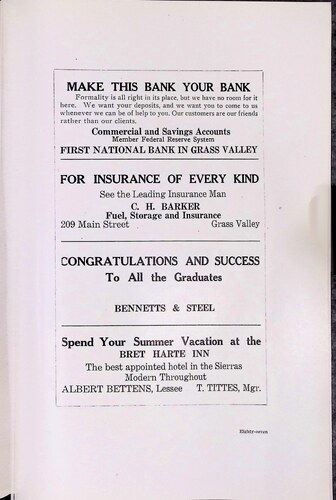 MAKE THIS BANK YOUR BANK
Formality is all right in its place, but we have no room for it
here. We want your deposits, and we want you to come to us
whenever we can be of help to you. Our customers are our friends
rather than our clients.
Commercial and Savings Accounts
Member Federal Reserve System
FIRST NATIONAL BANK IN GRASS VALLEY
FOR INSURANCE OF EVERY KIND
See the Leading Insurance Man
C. H. BARKER
Fuel, Storage and Insurance
209 Main Street Grass Valley
CONGRATULATIONS AND SUCCESS
To All the Graduates
BENNETTS & STEEL
Spend Your Summer Vacation at the
BRET HARTE INN
The best appointed hotel in the Sierras
Modern Throughout
ALBERT BETTENS, Lessee T. TITTES, Mgr.
Eighty-seven